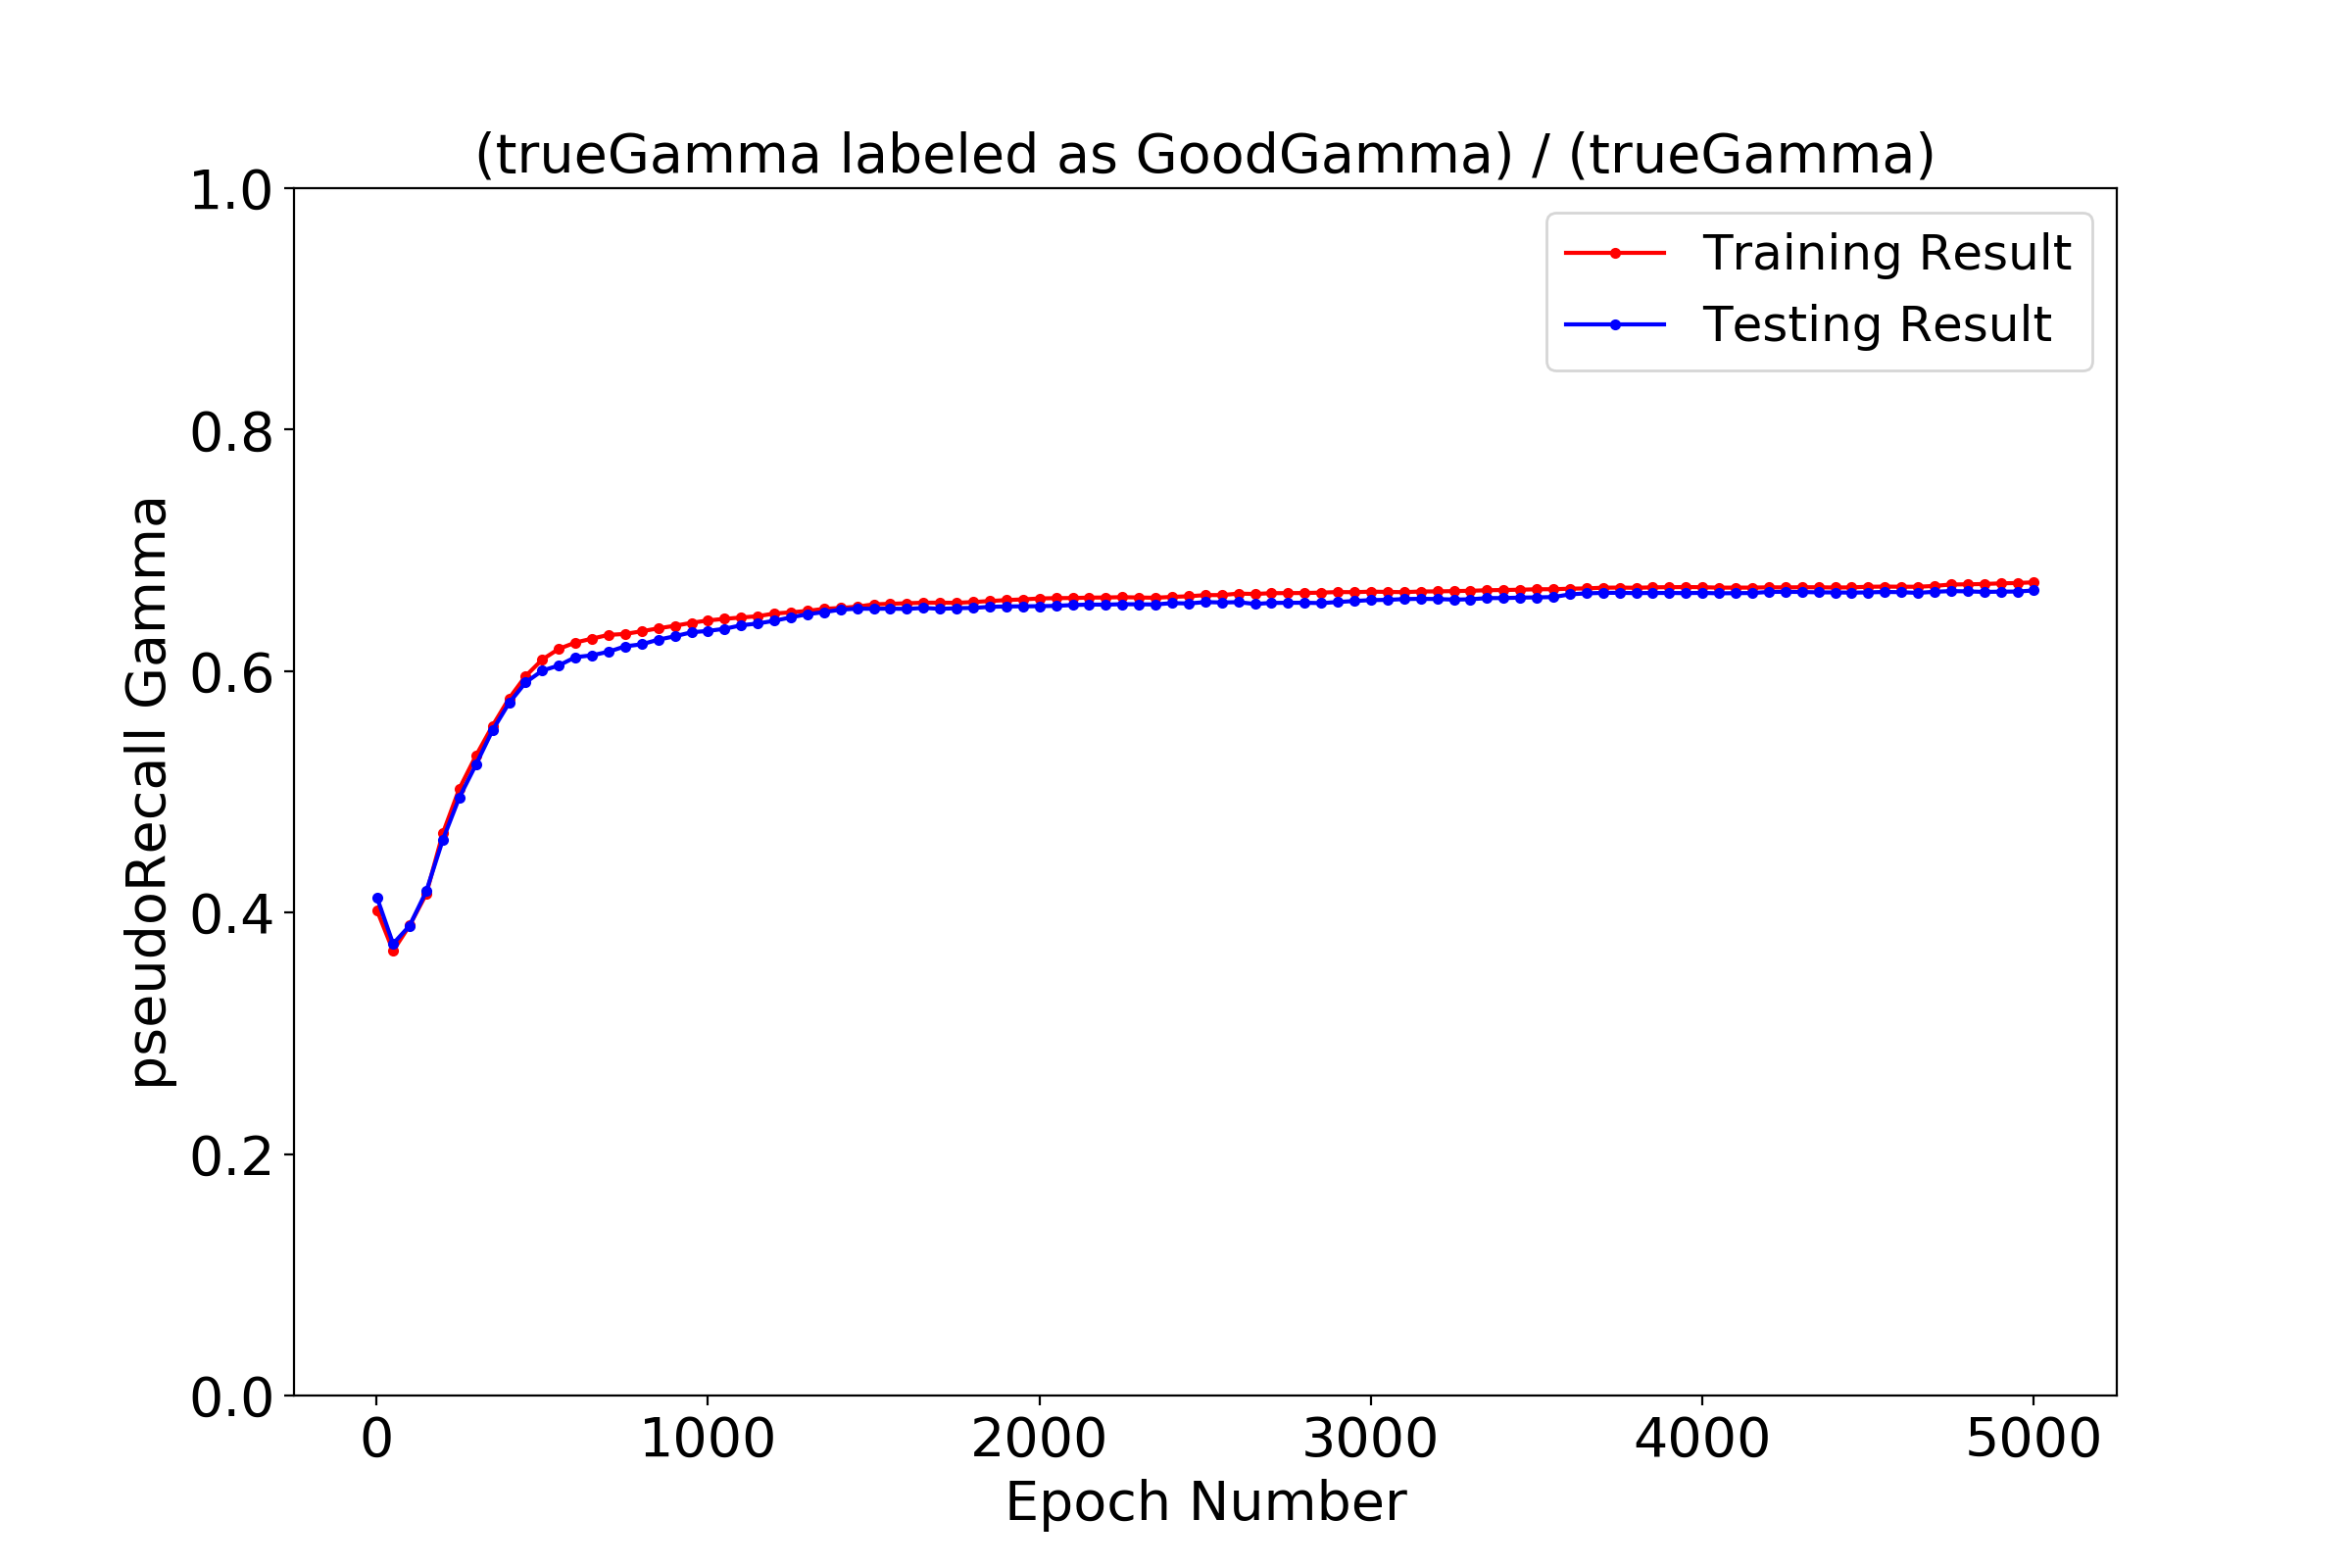 (trueGamma labeled as GoodGamma) / (trueGamma)
1.0
0.8
0.6
0.4
0.2
0.0
pseudoRecall Gamma
Training Result
Testing Result
0 1000 2000 3000 4000 5000
Epoch Number